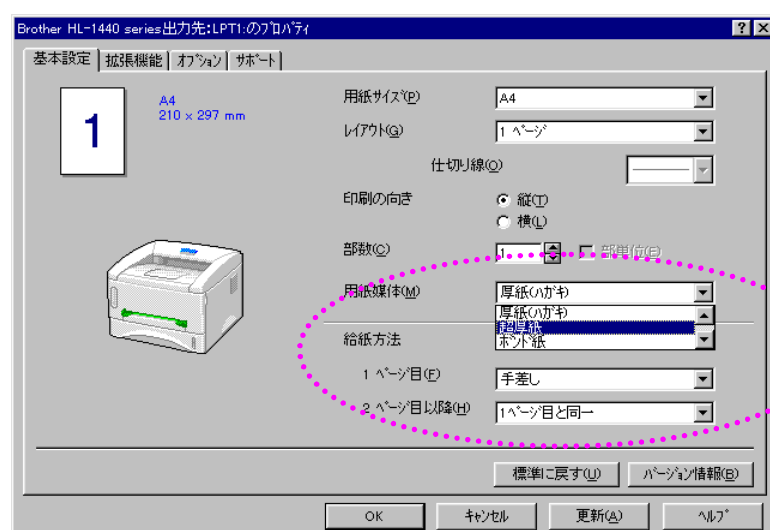 Brother HL-1440 series出力先:LPT1:のプロパティ
基本設定 拡張機能 オプション サポート
1
A4
210 x 297 mm
用紙サイズ(P) A4
レイアウト(G) 1 ページ
仕切り線(O)
印刷の向き 縦(T)
横(L)
部数(C) 1 部単位(E)
用紙媒体(M) 厚紙(ハガキ)
厚紙(ハガキ)
超厚紙
ボンド紙
給紙方法
1 ページ目(F) 手差し
2 ページ目以降(H) 1ページ目と同一
標準に戻す(U) バージョン情報(B)
OK キャンセル 更新(A) ヘルプ